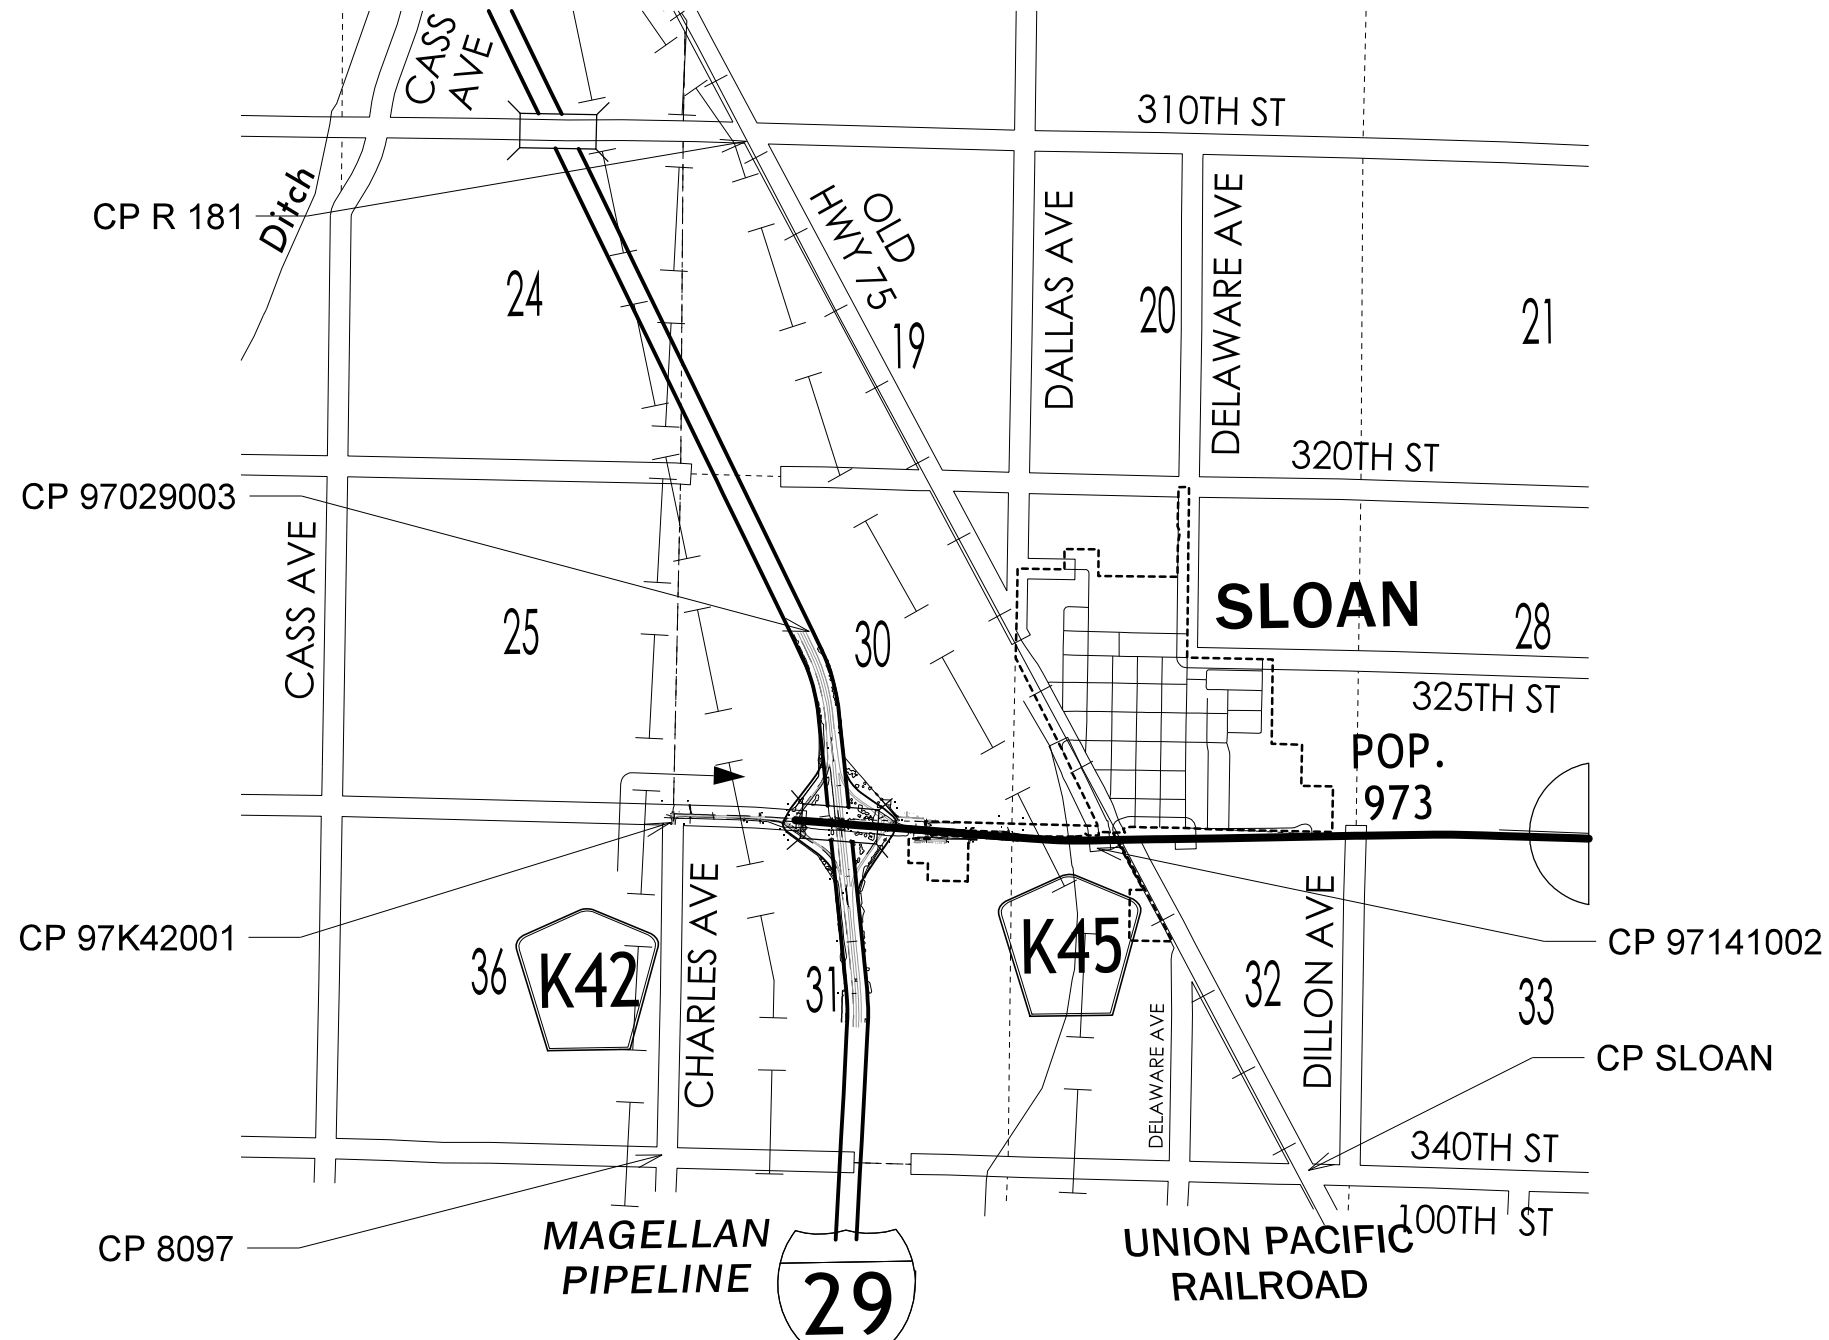 CASS
AVE
310TH ST
Ditch
CP R 181
OLD
HWY 75
DALLAS AVE
DELAWARE AVE
24
19
20
21
320TH ST
CP 97029003
CASS AVE
25
30
SLOAN
28
325TH ST
POP.
973
CP 97K42001
CHARLES AVE
K42
K45
36
31
32
33
DELAWARE AVE
DILLON AVE
CP 97141002
CP SLOAN
340TH ST
100TH ST
CP 8097
MAGELLAN
PIPELINE
29
UNION PACIFIC
RAILROAD